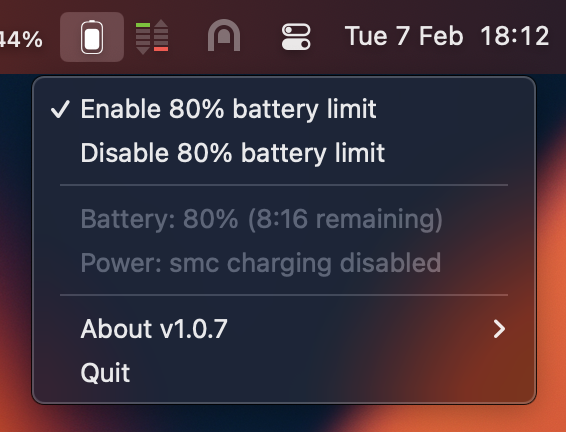 44% Tue 7 Feb 18:12
Enable 80% battery limit
Disable 80% battery limit
Battery: 80% (8:16 remaining)
Power: smc charging disabled
About v1.0.7
Quit